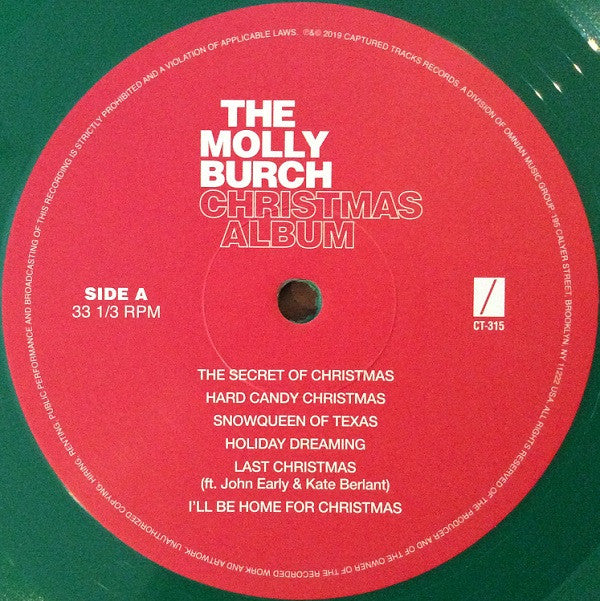 THE
MOLLY
BURCH
CHRISTMAS
ALBUM
SIDE A
33 1/3 RPM
CT-315
THE SECRET OF CHRISTMAS
HARD CANDY CHRISTMAS
SNOWQUEEN OF TEXAS
HOLIDAY DREAMING
LAST CHRISTMAS
(ft. John Early & Kate Berlant)
I'LL BE HOME FOR CHRISTMAS
℗&© 2019 CAPTURED TRACKS RECORDS, A DIVISION OF OMNIAN MUSIC GROUP. 195 CALYER STREET, BROOKLYN, NY 11222 USA. ALL RIGHTS RESERVED OF THE PRODUCER AND OF THE OWNER OF THE RECORDED WORK AND ARTWORK. UNAUTHORIZED COPYING, HIRING, RENTING, PUBLIC PERFORMANCE AND BROADCASTING OF THIS RECORDING IS STRICTLY PROHIBITED AND A VIOLATION OF APPLICABLE LAWS.